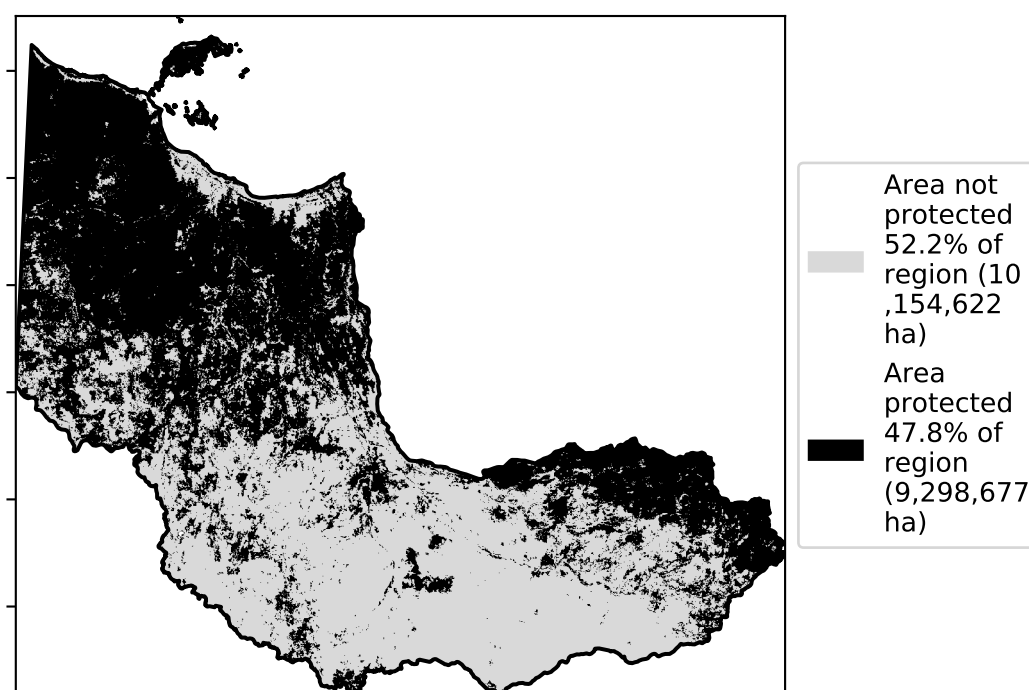 Area not
protected
52.2% of
region (10
,154,622
ha)
Area
protected
47.8% of
region
(9,298,677
ha)